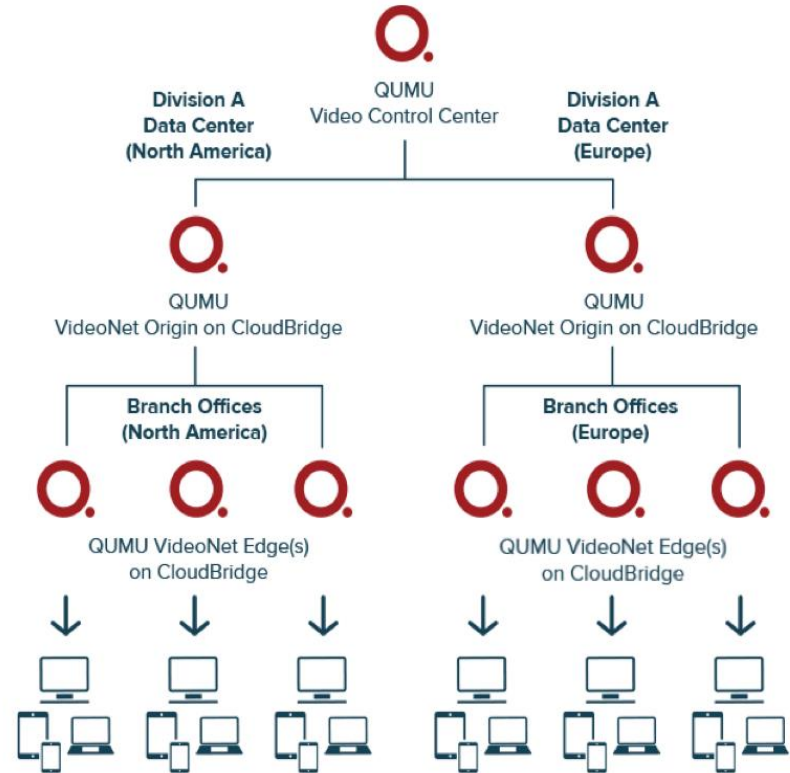 QUMU
Video Control Center
Division A
Data Center
(North America)
Division A
Data Center
(Europe)
QUMU
VideoNet Origin on CloudBridge
QUMU
VideoNet Origin on CloudBridge
Branch Offices
(North America)
Branch Offices
(Europe)
QUMU VideoNet Edge(s)
on CloudBridge
QUMU VideoNet Edge(s)
on CloudBridge